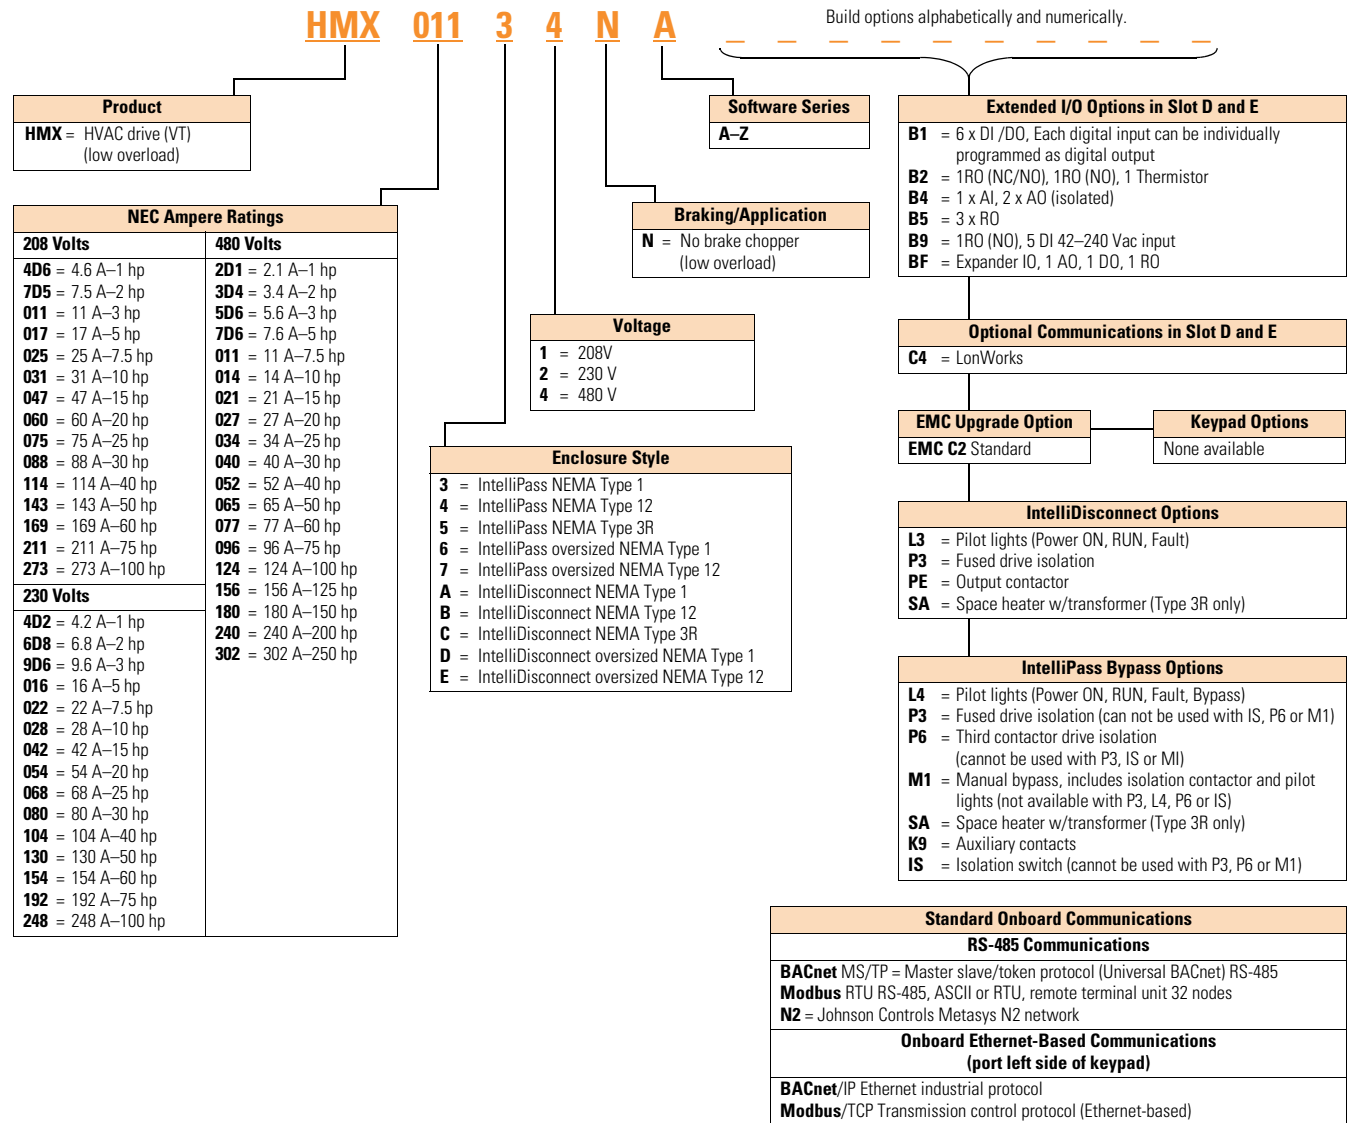 HMX 011 3 4 N A
Build options alphabetically and numerically.
Product
HMX = HVAC drive (VT)
(low overload)
Software Series
A–Z
Extended I/O Options in Slot D and E
B1 = 6 x DI /DO, Each digital input can be individually
programmed as digital output
B2 = 1RO (NC/NO), 1RO (NO), 1 Thermistor
B4 = 1 x AI, 2 x AO (isolated)
B5 = 3 x RO
B9 = 1RO (NO), 5 DI 42–240 Vac input
BF = Expander IO, 1 AO, 1 DO, 1 RO
NEC Ampere Ratings
208 Volts
4D6 = 4.6 A–1 hp
7D5 = 7.5 A–2 hp
011 = 11 A–3 hp
017 = 17 A–5 hp
025 = 25 A–7.5 hp
031 = 31 A–10 hp
047 = 47 A–15 hp
060 = 60 A–20 hp
075 = 75 A–25 hp
088 = 88 A–30 hp
114 = 114 A–40 hp
143 = 143 A–50 hp
169 = 169 A–60 hp
211 = 211 A–75 hp
273 = 273 A–100 hp
230 Volts
4D2 = 4.2 A–1 hp
6D8 = 6.8 A–2 hp
9D6 = 9.6 A–3 hp
016 = 16 A–5 hp
022 = 22 A–7.5 hp
028 = 28 A–10 hp
042 = 42 A–15 hp
054 = 54 A–20 hp
068 = 68 A–25 hp
080 = 80 A–30 hp
104 = 104 A–40 hp
130 = 130 A–50 hp
154 = 154 A–60 hp
192 = 192 A–75 hp
248 = 248 A–100 hp
480 Volts
2D1 = 2.1 A–1 hp
3D4 = 3.4 A–2 hp
5D6 = 5.6 A–3 hp
7D6 = 7.6 A–5 hp
011 = 11 A–7.5 hp
014 = 14 A–10 hp
021 = 21 A–15 hp
027 = 27 A–20 hp
034 = 34 A–25 hp
040 = 40 A–30 hp
052 = 52 A–40 hp
065 = 65 A–50 hp
077 = 77 A–60 hp
096 = 96 A–75 hp
124 = 124 A–100 hp
156 = 156 A–125 hp
180 = 180 A–150 hp
240 = 240 A–200 hp
302 = 302 A–250 hp
Braking/Application
N = No brake chopper
(low overload)
Voltage
1 = 208V
2 = 230 V
4 = 480 V
Enclosure Style
3 = IntelliPass NEMA Type 1
4 = IntelliPass NEMA Type 12
5 = IntelliPass NEMA Type 3R
6 = IntelliPass oversized NEMA Type 1
7 = IntelliPass oversized NEMA Type 12
A = IntelliDisconnect NEMA Type 1
B = IntelliDisconnect NEMA Type 12
C = IntelliDisconnect NEMA Type 3R
D = IntelliDisconnect oversized NEMA Type 1
E = IntelliDisconnect oversized NEMA Type 12
Optional Communications in Slot D and E
C4 = LonWorks
EMC Upgrade Option
EMC C2 Standard
Keypad Options
None available
IntelliDisconnect Options
L3 = Pilot lights (Power ON, RUN, Fault)
P3 = Fused drive isolation
PE = Output contactor
SA = Space heater w/transformer (Type 3R only)
IntelliPass Bypass Options
L4 = Pilot lights (Power ON, RUN, Fault, Bypass)
P3 = Fused drive isolation (can not be used with IS, P6 or M1)
P6 = Third contactor drive isolation
(cannot be used with P3, IS or MI)
M1 = Manual bypass, includes isolation contactor and pilot
lights (not available with P3, L4, P6 or IS)
SA = Space heater w/transformer (Type 3R only)
K9 = Auxiliary contacts
IS = Isolation switch (cannot be used with P3, P6 or M1)
Standard Onboard Communications
RS-485 Communications
BACnet MS/TP = Master slave/token protocol (Universal BACnet) RS-485
Modbus RTU RS-485, ASCII or RTU, remote terminal unit 32 nodes
N2 = Johnson Controls Metasys N2 network
Onboard Ethernet-Based Communications
(port left side of keypad)
BACnet/IP Ethernet industrial protocol
Modbus/TCP Transmission control protocol (Ethernet-based)